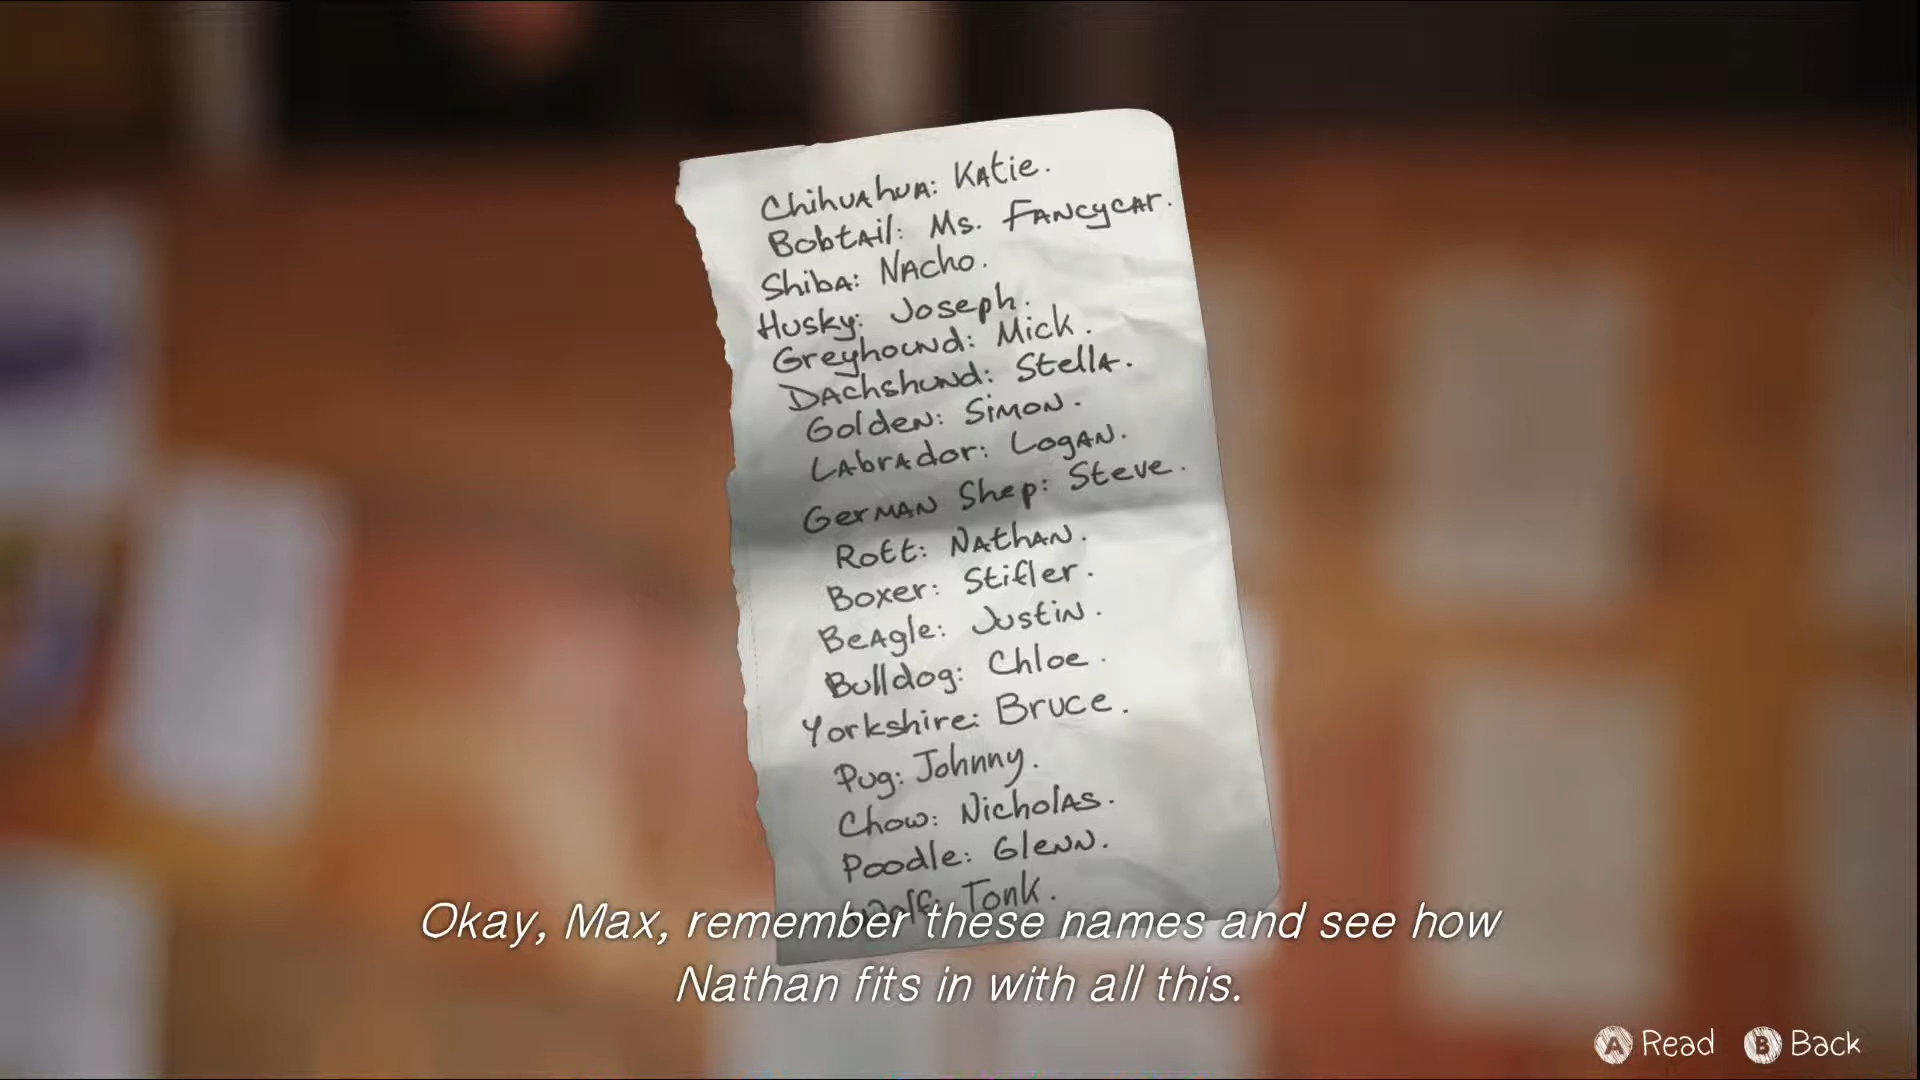 Chihuahua: Katie.
Bobtail: Ms. Fancycar.
Shiba: Nacho.
Husky: Joseph.
Greyhound: Mick.
Dachshund: Stella.
Golden: Simon.
Labrador: Logan.
German Shep: Steve.
Rott: Nathan.
Boxer: Stifler.
Beagle: Justin.
Bulldog: Chloe.
Yorkshire: Bruce.
Pug: Johnny.
Chow: Nicholas.
Poodle: Glenn.
Wolf: Tonk.
Okay, Max, remember these names and see how
Nathan fits in with all this.
A Read B Back